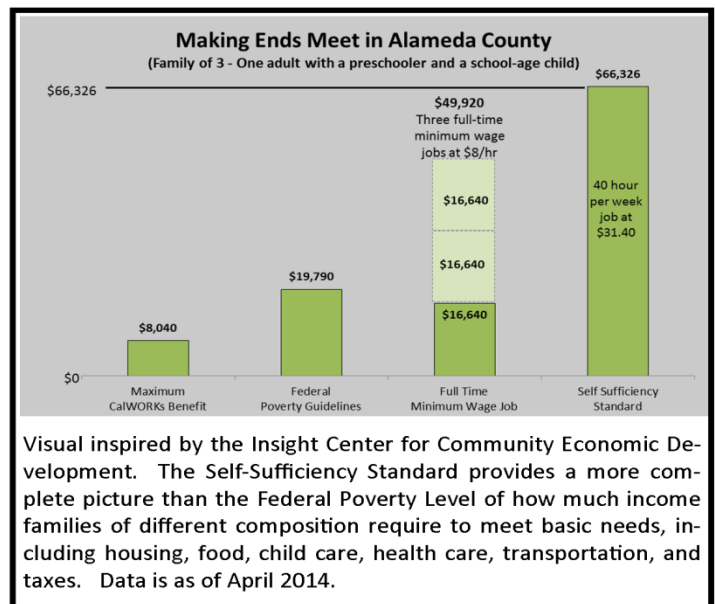 Making Ends Meet in Alameda County
(Family of 3 - One adult with a preschooler and a school-age child)
$66,326
$66,326
$49,920
Three full-time
minimum wage
jobs at $8/hr
40 hour
per week
job at
$31.40
$16,640
$16,640
$19,790
$16,640
$8,040
$0
Maximum
CalWORKs Benefit
Federal
Poverty Guidelines
Full Time
Minimum Wage Job
Self Sufficiency
Standard
Visual inspired by the Insight Center for Community Economic De-
velopment. The Self-Sufficiency Standard provides a more com-
plete picture than the Federal Poverty Level of how much income
families of different composition require to meet basic needs, in-
cluding housing, food, child care, health care, transportation, and
taxes. Data is as of April 2014.